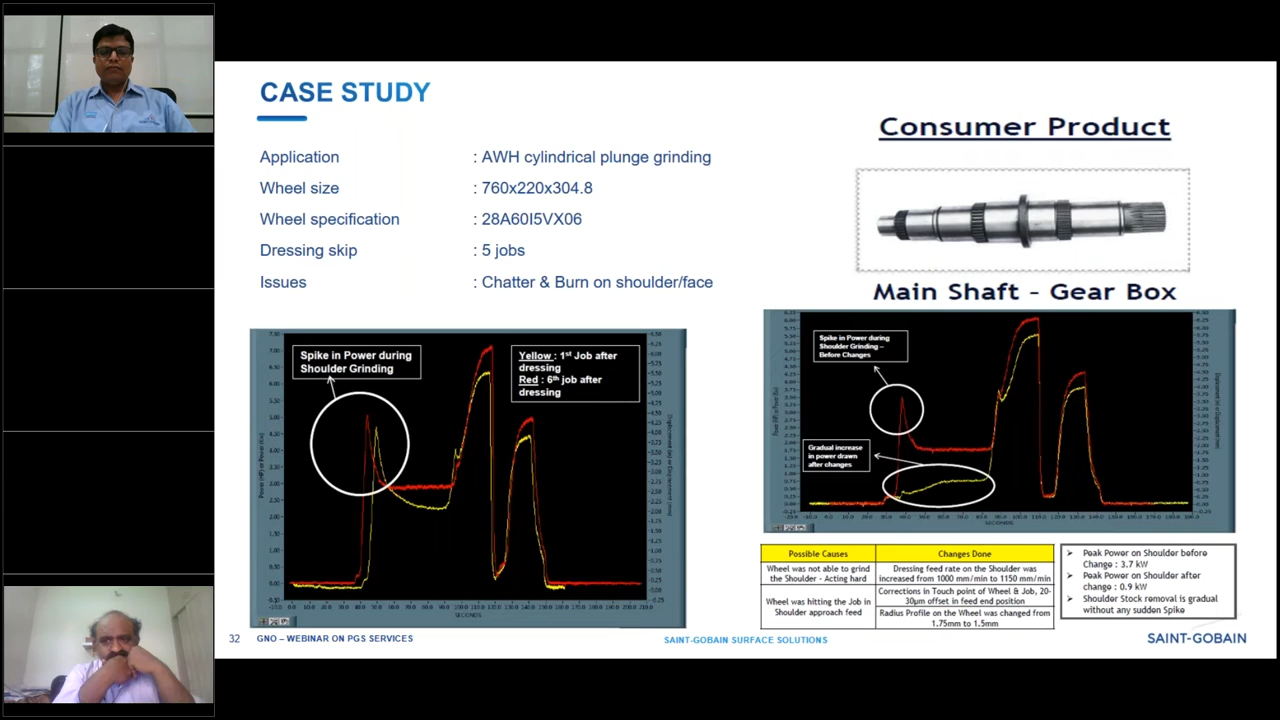 CASE STUDY
Application : AWH cylindrical plunge grinding
Wheel size : 760x220x304.8
Wheel specification : 28A60I5VX06
Dressing skip : 5 jobs
Issues : Chatter & Burn on shoulder/face
Consumer Product
Main Shaft - Gear Box
Spike in Power during
Shoulder Grinding
Yellow : 1st Job after
dressing
Red : 6th job after
dressing
SECONDS
Spike in Power during
Shoulder Grinding –
Before Changes
Gradual increase
in power drawn
after changes
SECONDS
Possible Causes Changes Done
Wheel was not able to grind
the Shoulder - Acting hard
Dressing feed rate on the Shoulder was
increased from 1000 mm/min to 1150 mm/min
Wheel was hitting the Job in
Shoulder approach feed
Corrections in Touch point of Wheel & Job, 20-
30µm offset in feed end position
Radius Profile on the Wheel was changed from
1.75mm to 1.5mm
➢ Peak Power on Shoulder before
Change : 3.7 kW
➢ Peak Power on Shoulder after
change : 0.9 kW
➢ Shoulder Stock removal is gradual
without any sudden Spike
32 GNO – WEBINAR ON PGS SERVICES
SAINT-GOBAIN SURFACE SOLUTIONS
SAINT-GOBAIN